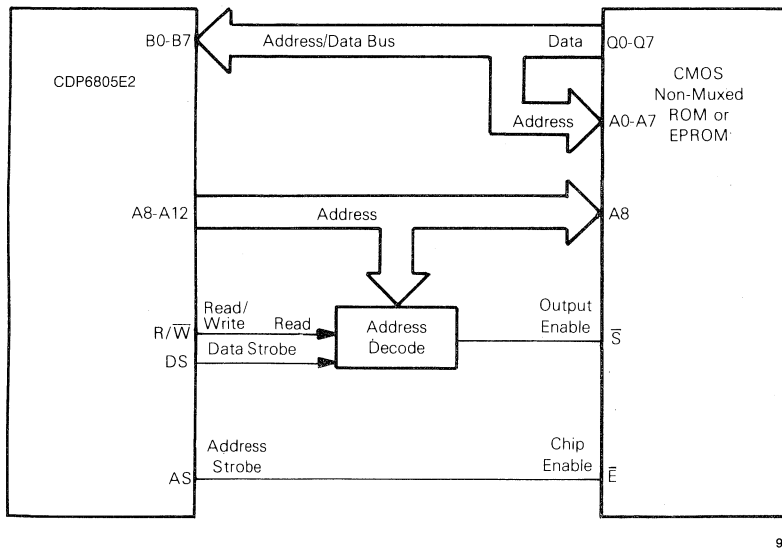 B0-B7
Address/Data Bus
Data
Q0-Q7
CDP6805E2
CMOS
Non-Muxed
ROM or
EPROM
Address
A0-A7
A8-A12
Address
A8
Read/
Write
Read
R/W̅
Data Strobe
DS
Address
Decode
Output
Enable
S̅
Address
Strobe
AS
Chip
Enable
E̅
9